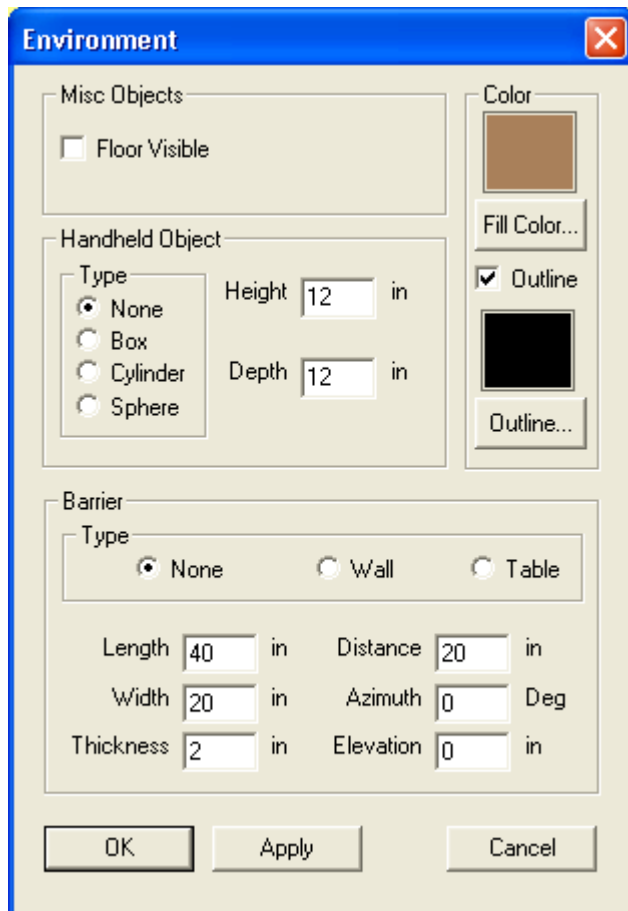 Environment
Misc Objects
Floor Visible
Color
Fill Color...
Outline
Outline...
Handheld Object
Type
None
Box
Cylinder
Sphere
Height 12 in
Depth 12 in
Barrier
Type
None Wall Table
Length 40 in Distance 20 in
Width 20 in Azimuth 0 Deg
Thickness 2 in Elevation 0 in
OK Apply Cancel